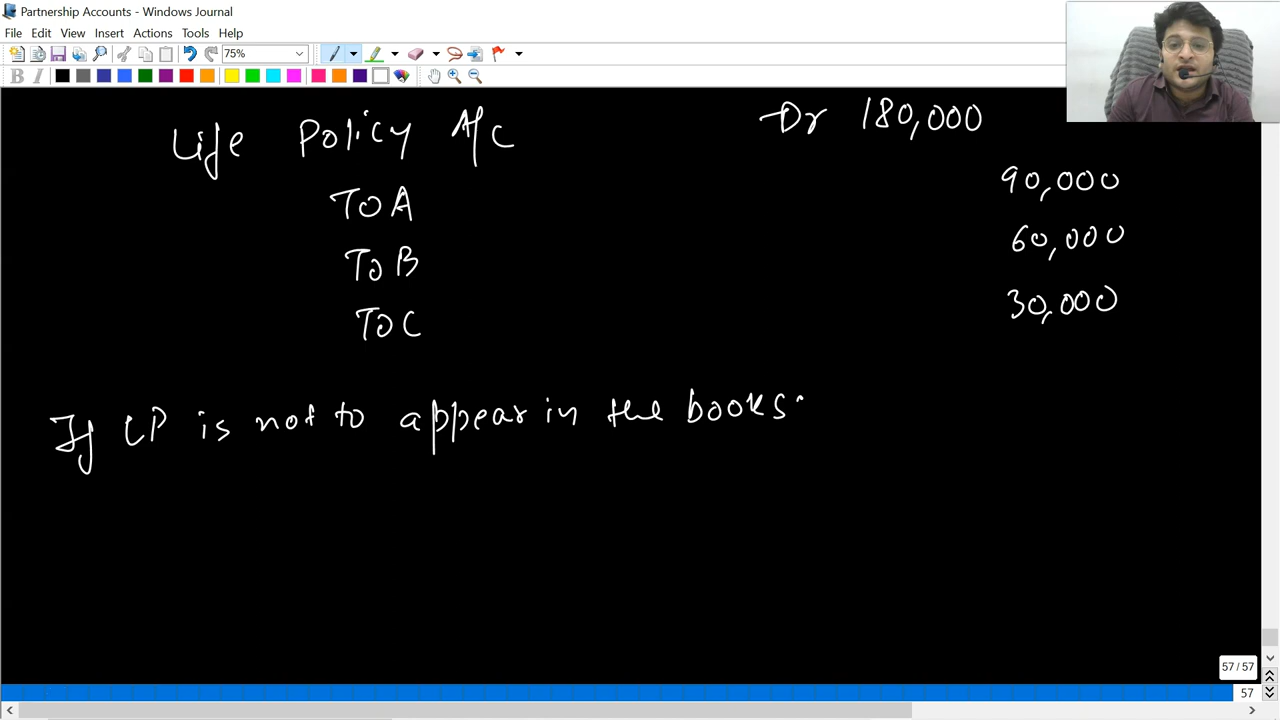 Partnership Accounts - Windows Journal
File Edit View Insert Actions Tools Help
75%
B I
Life Policy A/c Dr 180,000
To A 90,000
To B 60,000
To C 30,000
If LP is not to appear in the books:
57 / 57
57